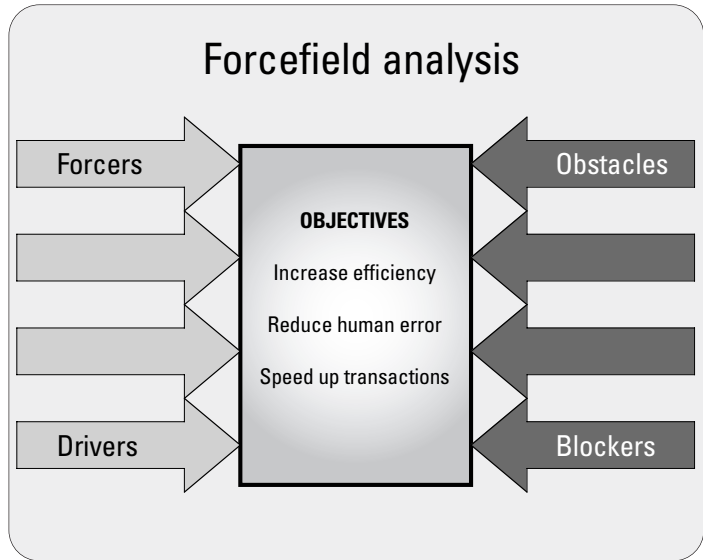 Forcefield analysis
Forcers
Obstacles
OBJECTIVES
Increase efficiency
Reduce human error
Speed up transactions
Drivers
Blockers